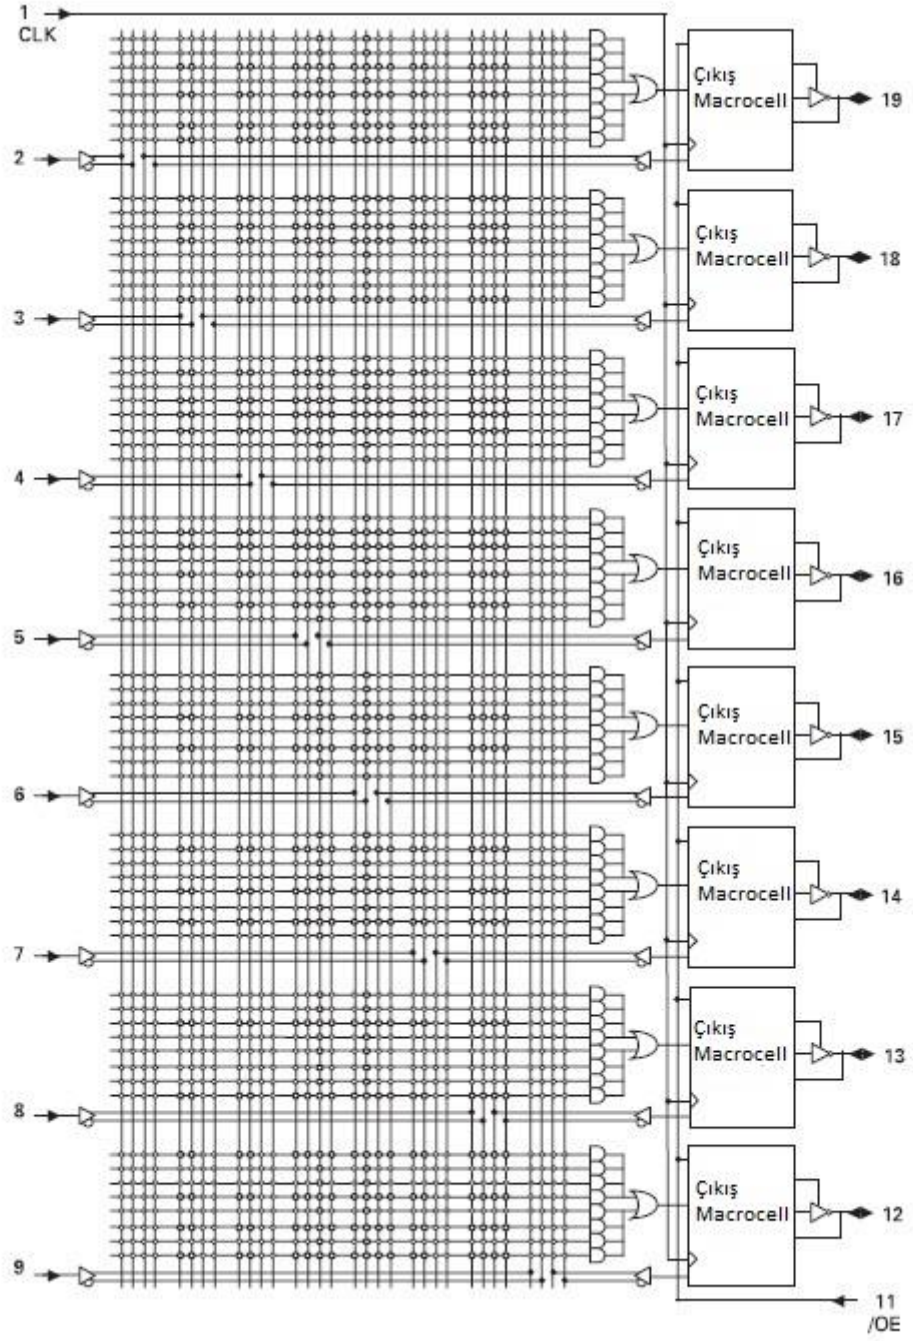 1
CLK
Çıkış
Macrocell
19
2
Çıkış
Macrocell
18
3
Çıkış
Macrocell
17
4
Çıkış
Macrocell
16
5
Çıkış
Macrocell
15
6
Çıkış
Macrocell
14
7
Çıkış
Macrocell
13
8
Çıkış
Macrocell
12
9
11
/OE